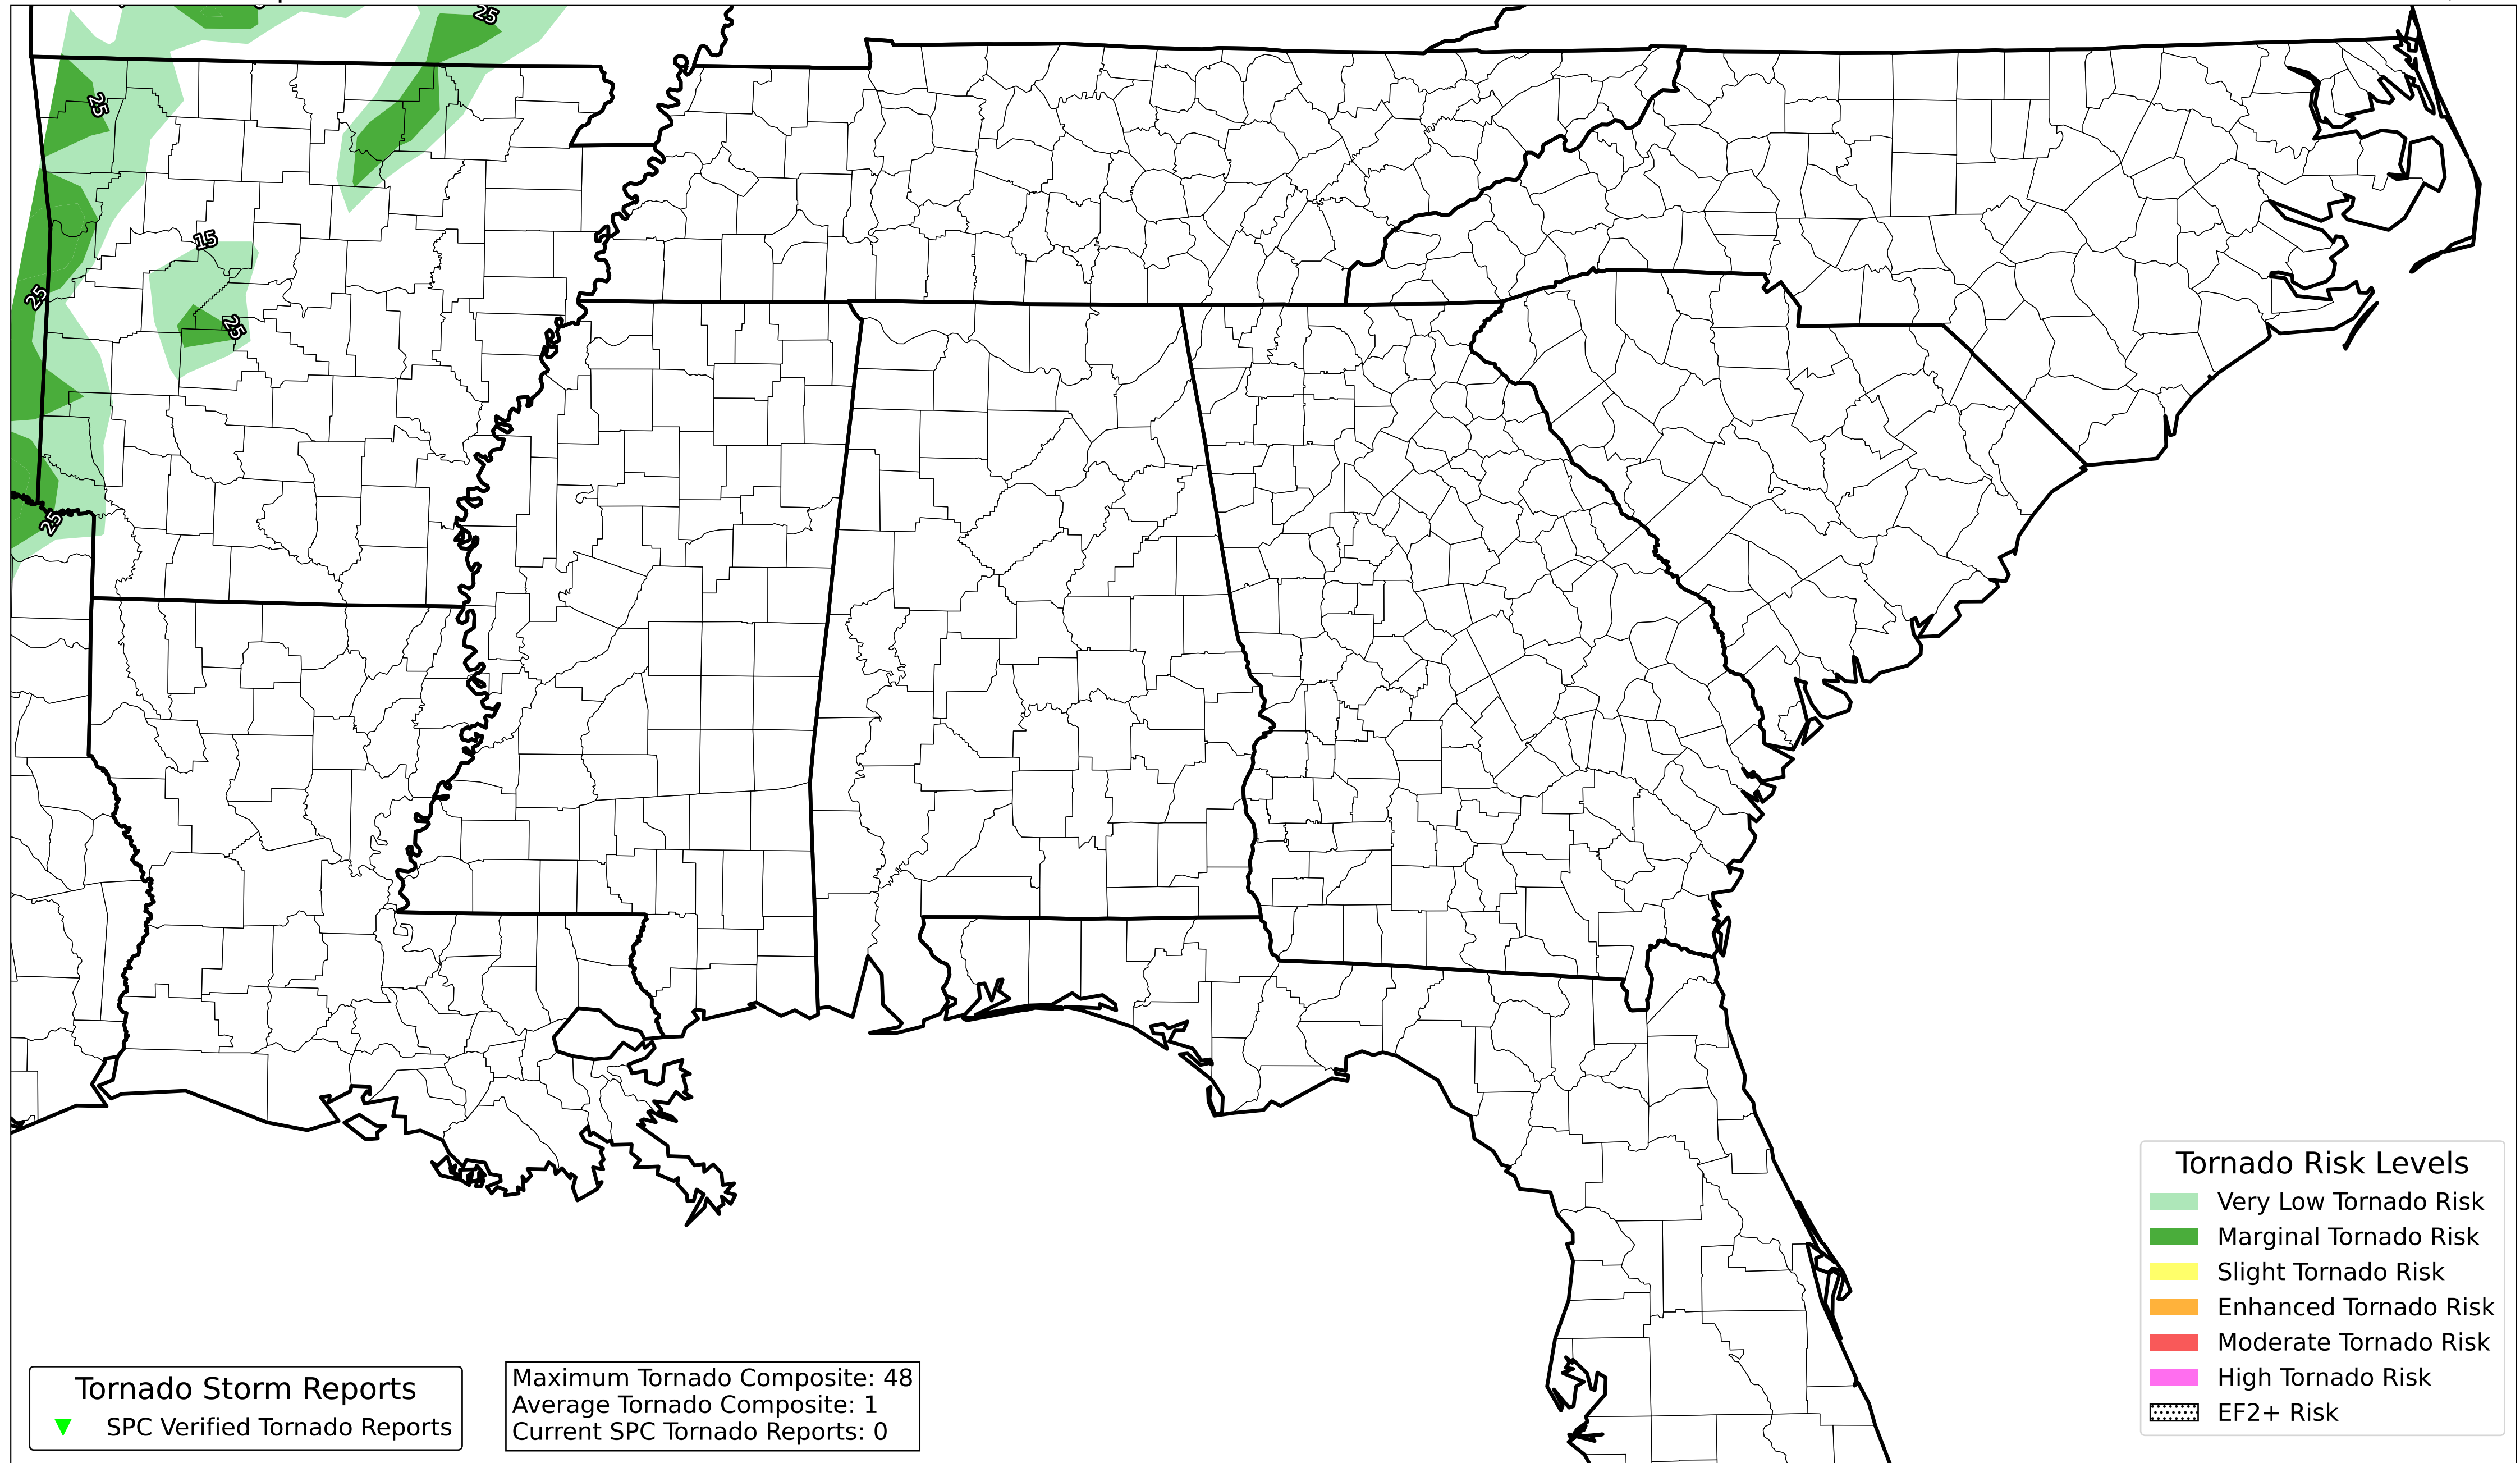 25
25
15
25
25
25
Tornado Risk Levels
Very Low Tornado Risk
Marginal Tornado Risk
Slight Tornado Risk
Enhanced Tornado Risk
Moderate Tornado Risk
High Tornado Risk
EF2+ Risk
Tornado Storm Reports
SPC Verified Tornado Reports
Maximum Tornado Composite: 48
Average Tornado Composite: 1
Current SPC Tornado Reports: 0